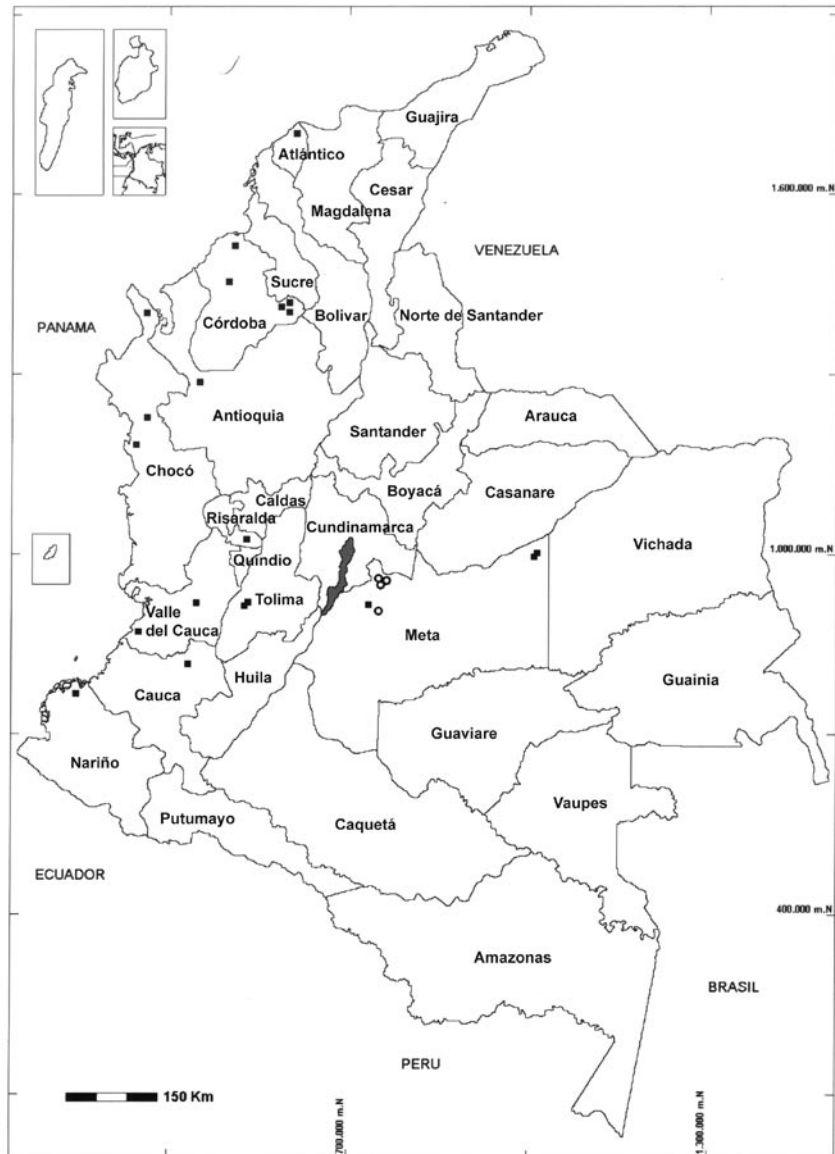 Guajira
Atlántico
Cesar
1.600.000 m.N
Magdalena
VENEZUELA
Sucre
Bolivar
Norte de Santander
PANAMA
Córdoba
Antioquia
Santander
Arauca
Chocó
Boyacá
Casanare
Caldas
Risaralda
Cundinamarca
Vichada
1.000.000 m.N
Quindio
Tolima
Valle
del Cauca
Meta
Huila
Guainia
Cauca
Guaviare
Nariño
Vaupes
Putumayo
Caquetá
ECUADOR
400.000 m.N
Amazonas
BRASIL
PERU
150 Km
700.000 m.N
1.300.000 m.N